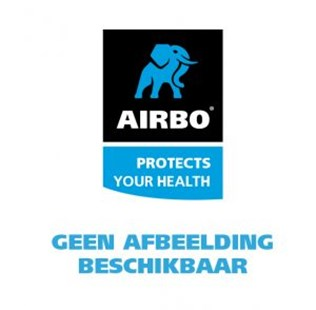 AIRBO®
PROTECTS
YOUR HEALTH
GEEN AFBEELDING
BESCHIKBAAR